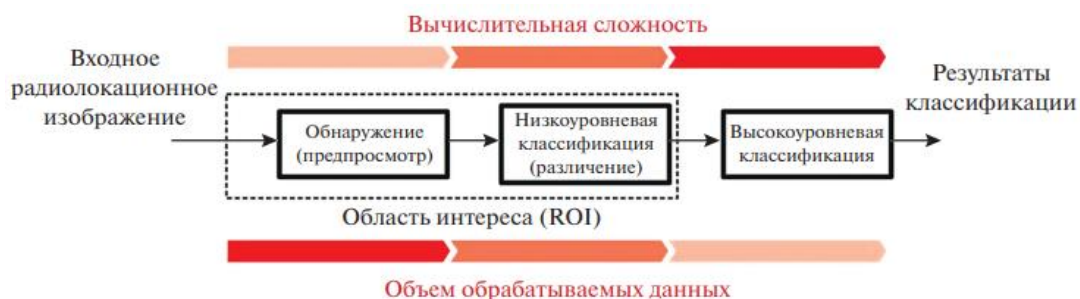 Вычислительная сложность
Входное
радиолокационное
изображение
Обнаружение
(предпросмотр)
Низкоуровневая
классификация
(различение)
Высокоуровневая
классификация
Результаты
классификации
Область интереса (ROI)
Объем обрабатываемых данных